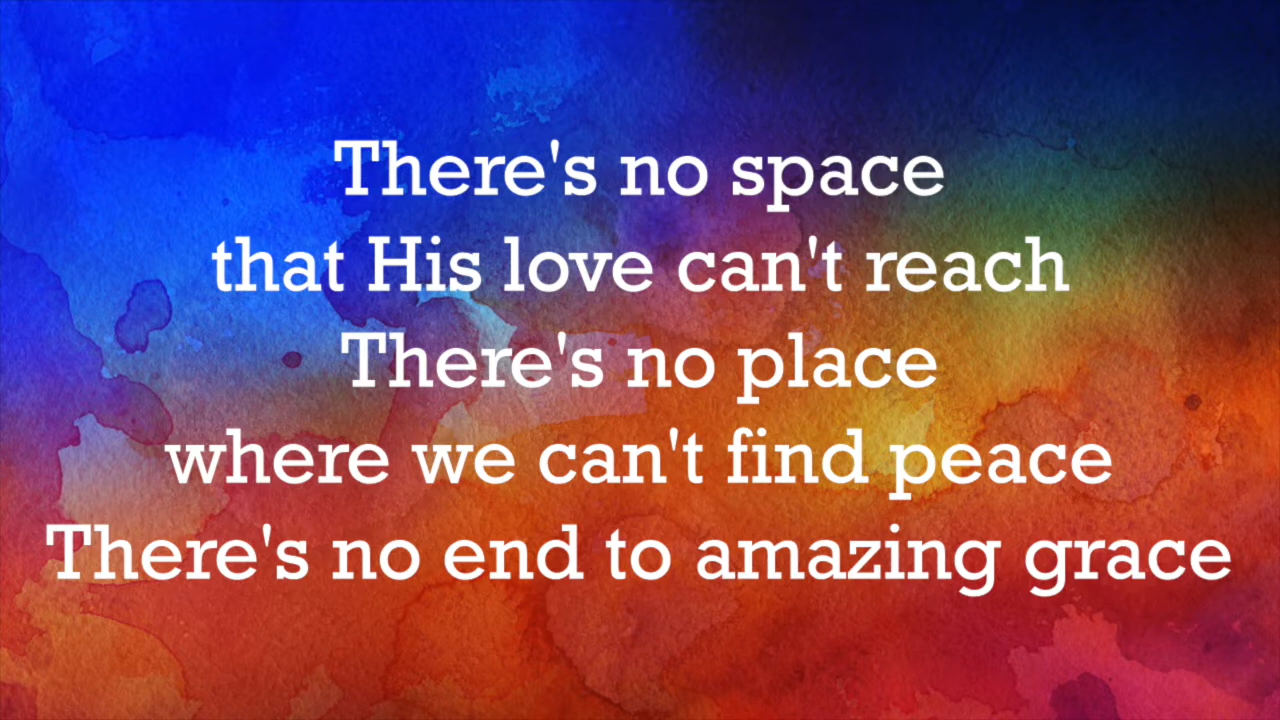 There's no space
that His love can't reach
There's no place
where we can't find peace
There's no end to amazing grace